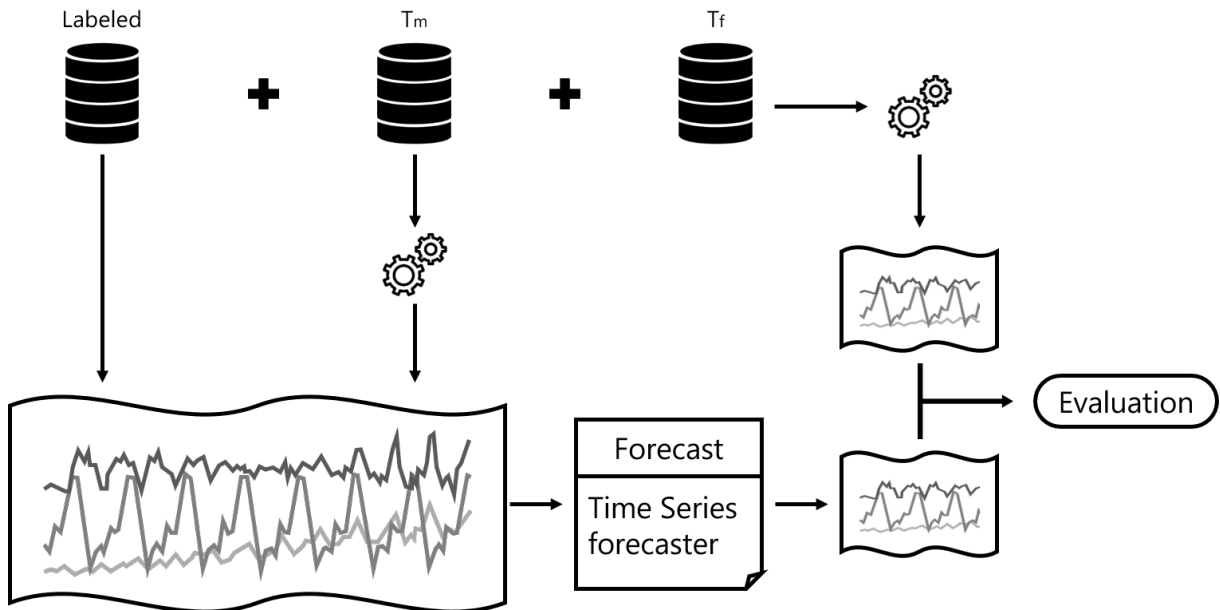 Labeled
Tm
Tf
Evaluation
Forecast
Time Series
forecaster